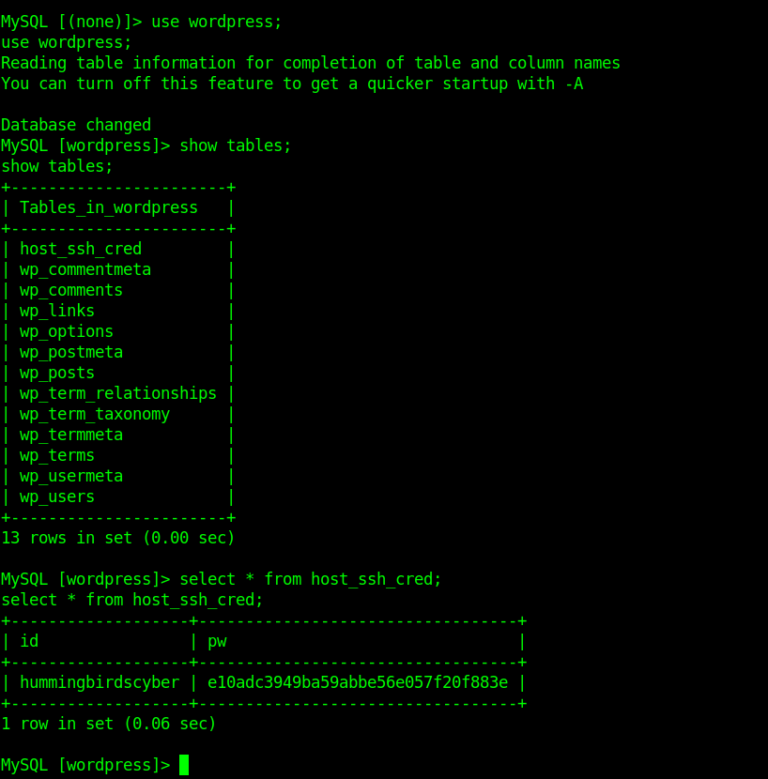 MySQL [(none)]> use wordpress;
use wordpress;
Reading table information for completion of table and column names
You can turn off this feature to get a quicker startup with -A

Database changed
MySQL [wordpress]> show tables;
show tables;
+-----------------------+
| Tables_in_wordpress   |
+-----------------------+
| host_ssh_cred         |
| wp_commentmeta        |
| wp_comments           |
| wp_links              |
| wp_options            |
| wp_postmeta           |
| wp_posts              |
| wp_term_relationships |
| wp_term_taxonomy      |
| wp_termmeta           |
| wp_terms              |
| wp_usermeta           |
| wp_users              |
+-----------------------+
13 rows in set (0.00 sec)

MySQL [wordpress]> select * from host_ssh_cred;
select * from host_ssh_cred;
+-------------------+----------------------------------+
| id                | pw                               |
+-------------------+----------------------------------+
| hummingbirdscyber | e10adc3949ba59abbe56e057f20f883e |
+-------------------+----------------------------------+
1 row in set (0.06 sec)

MySQL [wordpress]>